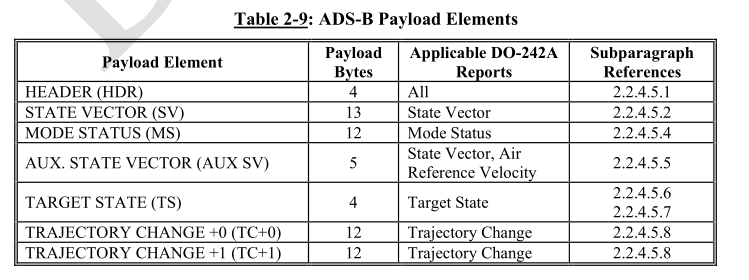 Table 2-9: ADS-B Payload Elements
Payload Element Payload Bytes Applicable DO-242A Reports Subparagraph References
HEADER (HDR) 4 All 2.2.4.5.1
STATE VECTOR (SV) 13 State Vector 2.2.4.5.2
MODE STATUS (MS) 12 Mode Status 2.2.4.5.4
AUX. STATE VECTOR (AUX SV) 5 State Vector, Air Reference Velocity 2.2.4.5.5
TARGET STATE (TS) 4 Target State 2.2.4.5.6 2.2.4.5.7
TRAJECTORY CHANGE +0 (TC+0) 12 Trajectory Change 2.2.4.5.8
TRAJECTORY CHANGE +1 (TC+1) 12 Trajectory Change 2.2.4.5.8